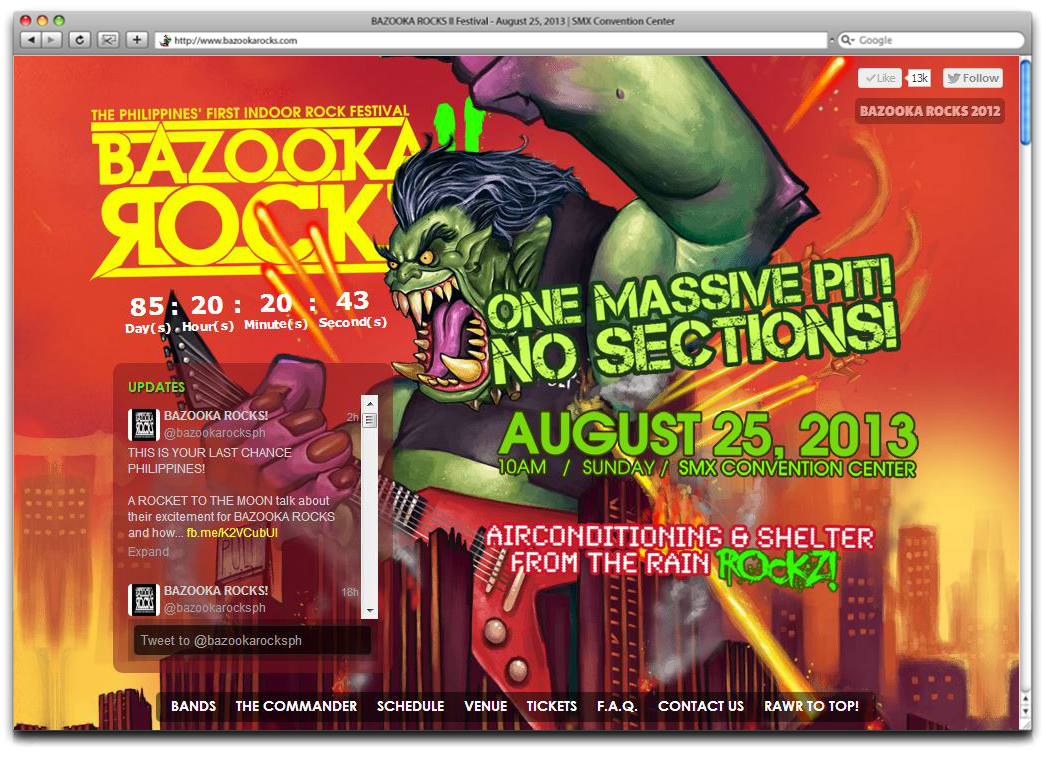 BAZOOKA ROCKS II Festival - August 25, 2013 | SMX Convention Center
http://www.bazookarocks.com
Google
Like
13k
Follow
BAZOOKA ROCKS 2012
THE PHILIPPINES' FIRST INDOOR ROCK FESTIVAL
BAZOOKA II
ROCKS
85 : 20 : 20 : 43
Day(s) Hour(s) Minute(s) Second(s)
ONE MASSIVE PIT!
NO SECTIONS!
UPDATES
BAZOOKA ROCKS! 2h
@bazookarocksph
THIS IS YOUR LAST CHANCE
PHILIPPINES!
A ROCKET TO THE MOON talk about
their excitement for BAZOOKA ROCKS
and how... fb.me/K2VCubUI
Expand
BAZOOKA ROCKS! 18h
@bazookarocksph
Tweet to @bazookarocksph
AUGUST 25, 2013
10AM / SUNDAY / SMX CONVENTION CENTER
AIRCONDITIONING & SHELTER
FROM THE RAIN ROCKZ!
BANDS THE COMMANDER SCHEDULE VENUE TICKETS F.A.Q. CONTACT US RAWR TO TOP!